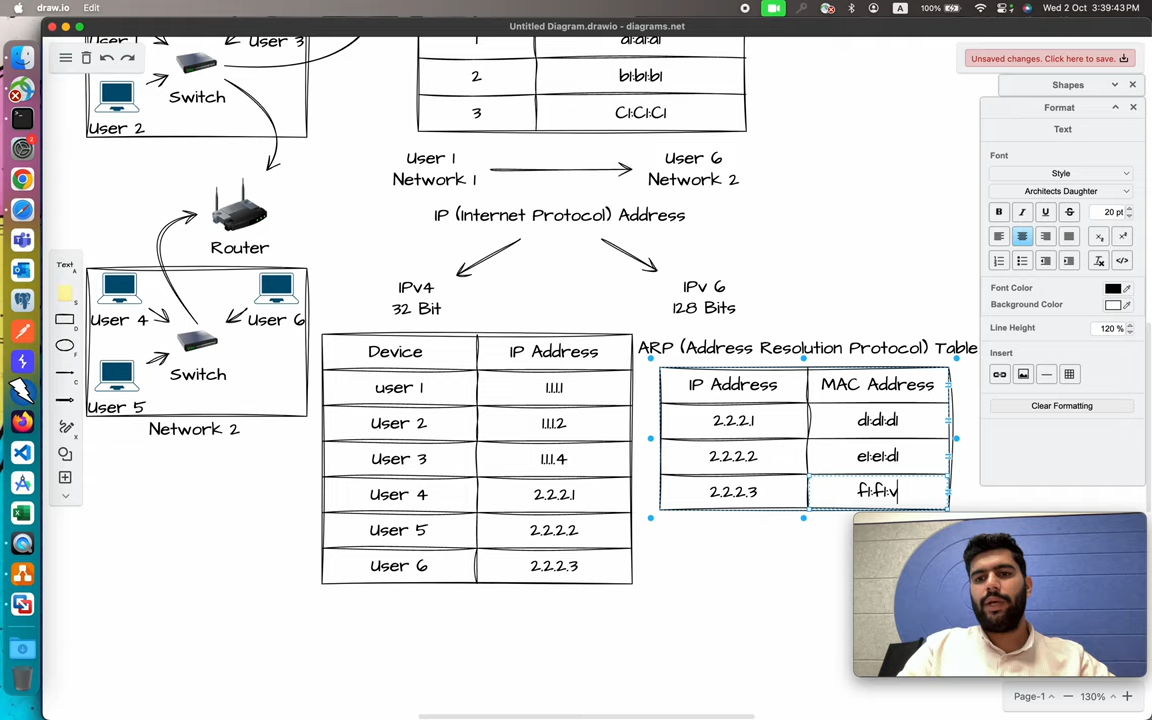 draw.io Edit
100% A Wed 2 Oct 3:39:43 PM
Untitled Diagram.drawio - diagrams.net
Unsaved changes. Click here to save.
User 3
Switch
User 2
1 d1:d1:d1
2 b1:b1:b1
3 C1:C1:C1
User 1
Network 1
User 6
Network 2
IP (Internet Protocol) Address
Router
IPv4
32 Bit
IPv 6
128 Bits
User 4
User 6
Switch
User 5
Network 2
Device IP Address
user 1 1.1.1.1
User 2 1.1.1.2
User 3 1.1.1.4
User 4 2.2.2.1
User 5 2.2.2.2
User 6 2.2.2.3
ARP (Address Resolution Protocol) Table
IP Address MAC Address
2.2.2.1 d1:d1:d1
2.2.2.2 e1:e1:d1
2.2.2.3 f1:f1:v
Text
Shapes
Format
Text
Font
Style
Architects Daughter
B I U S 20 pt
Font Color
Background Color
Line Height 120 %
Insert
Clear Formatting
Page-1 130%